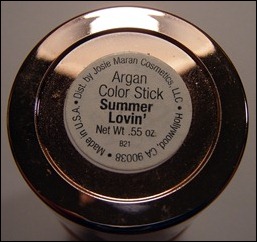 Made in U.S.A. • Dist. by Josie Maran Cosmetics, LLC • Hollywood, CA 90038 •
Argan
Color Stick
Summer
Lovin'
Net Wt .55 oz.
B21